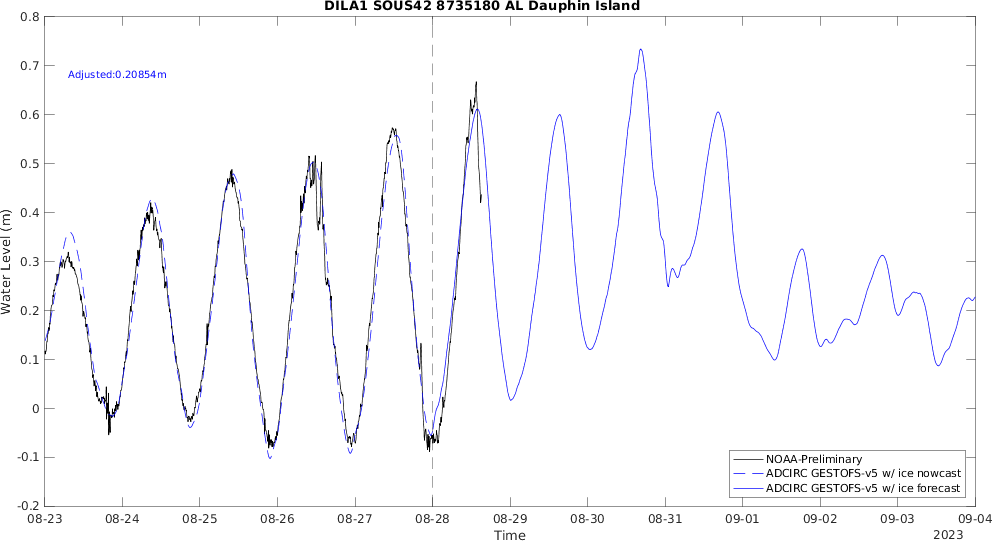 DILA1 SOUS42 8735180 AL Dauphin Island
0.8
0.7
Adjusted:0.20854m
0.6
0.5
0.4
0.3
0.2
0.1
0
-0.1
-0.2
Water Level (m)
NOAA-Preliminary
ADCIRC GESTOFS-v5 w/ ice nowcast
ADCIRC GESTOFS-v5 w/ ice forecast
08-23 08-24 08-25 08-26 08-27 08-28 08-29 08-30 08-31 09-01 09-02 09-03 09-04
Time
2023